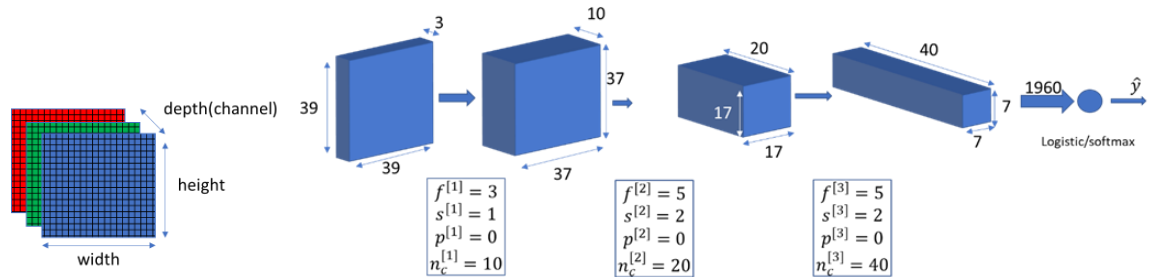 depth(channel)
height
width
3
39
39
10
37
37
20
17
17
40
7
7
1960
ŷ
Logistic/softmax
f^[1] = 3
s^[1] = 1
p^[1] = 0
n_c^[1] = 10
f^[2] = 5
s^[2] = 2
p^[2] = 0
n_c^[2] = 20
f^[3] = 5
s^[3] = 2
p^[3] = 0
n_c^[3] = 40